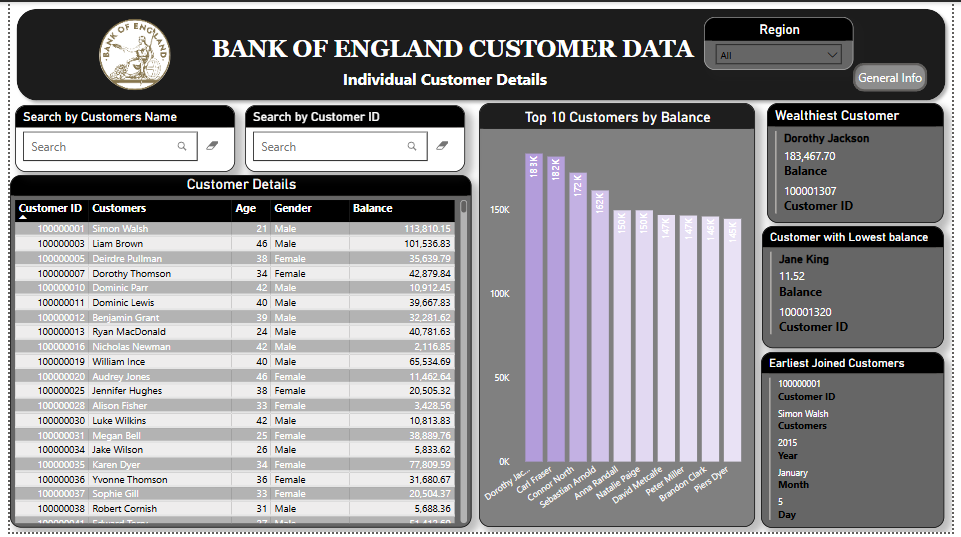 BANK OF ENGLAND
BANK OF ENGLAND CUSTOMER DATA
Individual Customer Details
Region
All
General Info
Search by Customers Name
Search
Search by Customer ID
Search
Customer Details
Customer ID Customers Age Gender Balance
100000001 Simon Walsh 21 Male 113,810.15
100000003 Liam Brown 46 Male 101,536.83
100000005 Deirdre Pullman 38 Female 35,639.79
100000007 Dorothy Thomson 34 Female 42,879.84
100000010 Dominic Parr 42 Male 10,912.45
100000011 Dominic Lewis 40 Male 39,667.83
100000012 Benjamin Grant 39 Male 32,281.62
100000013 Ryan MacDonald 24 Male 40,781.63
100000016 Nicholas Newman 42 Male 2,116.85
100000019 William Ince 40 Male 65,534.69
100000020 Audrey Jones 46 Female 11,462.64
100000025 Jennifer Hughes 38 Female 20,505.32
100000028 Alison Fisher 33 Female 3,428.56
100000030 Luke Wilkins 42 Male 10,813.83
100000031 Megan Bell 25 Female 38,889.76
100000034 Jake Wilson 26 Male 5,833.62
100000035 Karen Dyer 34 Female 77,809.59
100000036 Yvonne Thomson 36 Female 31,680.67
100000037 Sophie Gill 33 Female 20,504.37
100000038 Robert Cornish 31 Male 5,688.36
Top 10 Customers by Balance
150K
100K
50K
0K
183K
182K
172K
162K
150K
150K
147K
147K
146K
145K
Dorothy Jac...
Carl Fraser
Connor North
Sebastian Arnold
Anna Randall
Natalie Paige
David Metcalfe
Peter Miller
Brandon Clark
Piers Dyer
Wealthiest Customer
Dorothy Jackson
183,467.70
Balance
100001307
Customer ID
Customer with Lowest balance
Jane King
11.52
Balance
100001320
Customer ID
Earliest Joined Customers
100000001
Customer ID
Simon Walsh
Customers
2015
Year
January
Month
5
Day